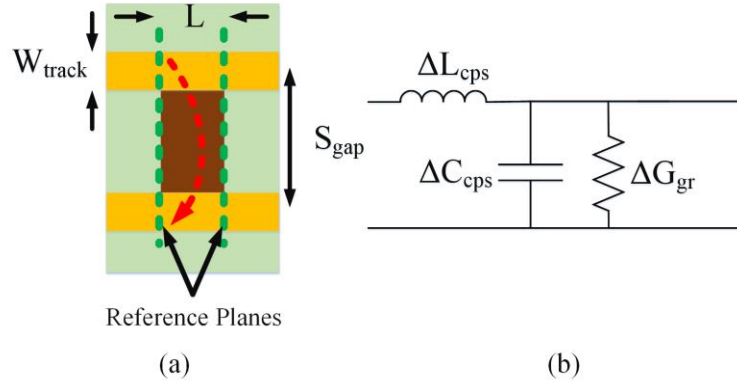 L
W_track
S_gap
Reference Planes
(a)
ΔL_cps
ΔC_cps
ΔG_gr
(b)